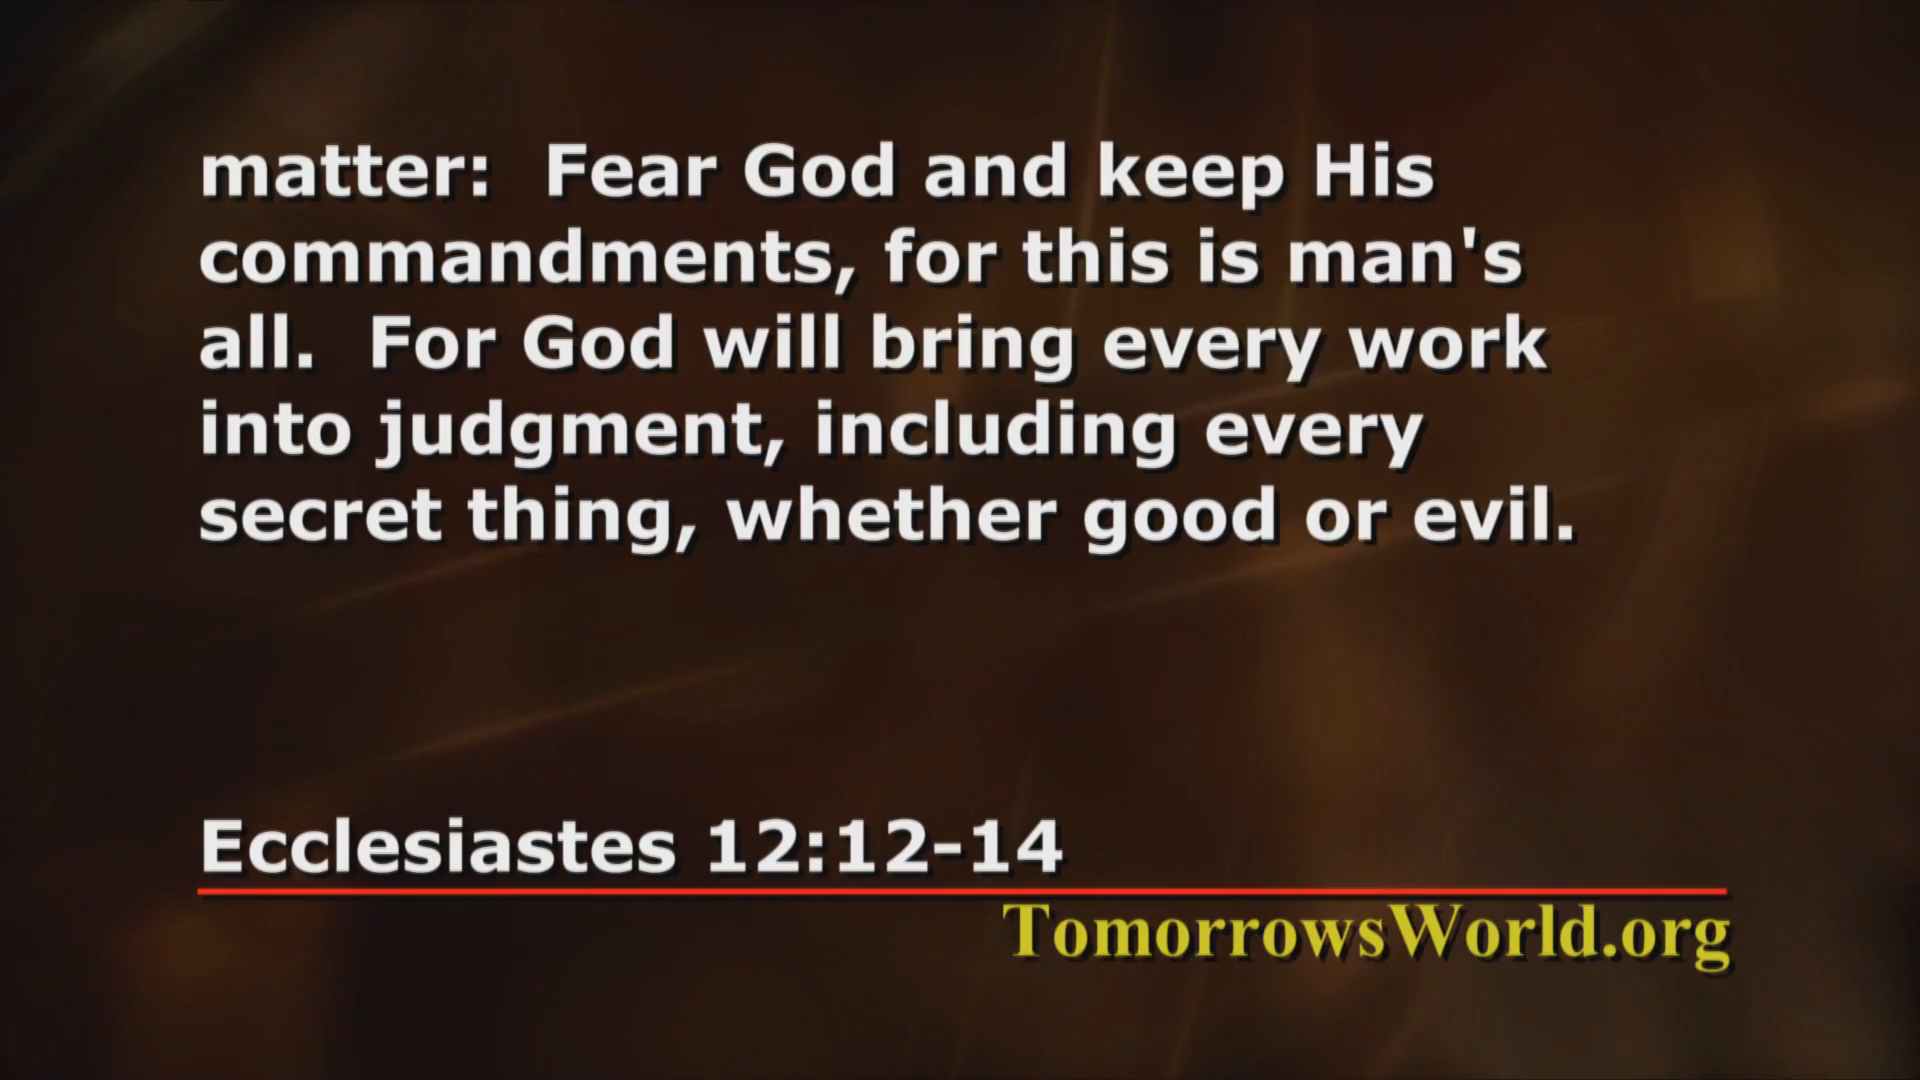 matter:  Fear God and keep His
commandments, for this is man's
all.  For God will bring every work
into judgment, including every
secret thing, whether good or evil.
Ecclesiastes 12:12-14
TomorrowsWorld.org